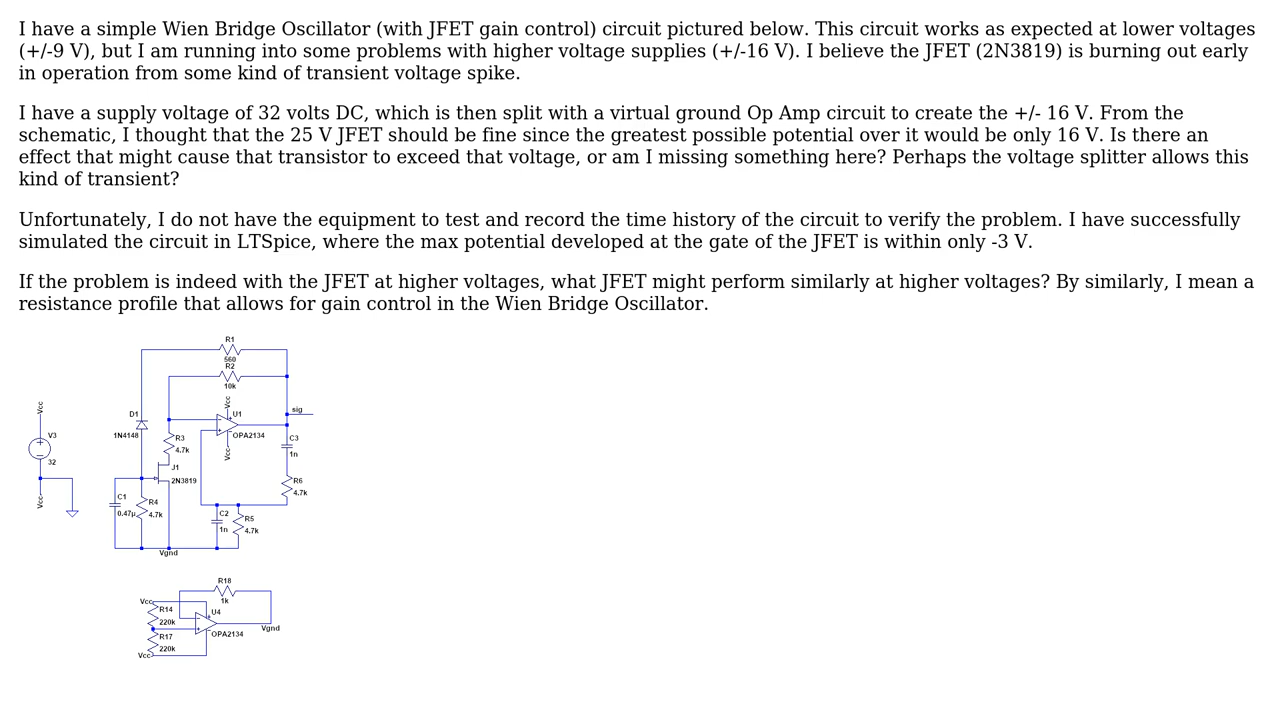 I have a simple Wien Bridge Oscillator (with JFET gain control) circuit pictured below. This circuit works as expected at lower voltages
(+/-9 V), but I am running into some problems with higher voltage supplies (+/-16 V). I believe the JFET (2N3819) is burning out early
in operation from some kind of transient voltage spike.
I have a supply voltage of 32 volts DC, which is then split with a virtual ground Op Amp circuit to create the +/- 16 V. From the
schematic, I thought that the 25 V JFET should be fine since the greatest possible potential over it would be only 16 V. Is there an
effect that might cause that transistor to exceed that voltage, or am I missing something here? Perhaps the voltage splitter allows this
kind of transient?
Unfortunately, I do not have the equipment to test and record the time history of the circuit to verify the problem. I have successfully
simulated the circuit in LTSpice, where the max potential developed at the gate of the JFET is within only -3 V.
If the problem is indeed with the JFET at higher voltages, what JFET might perform similarly at higher voltages? By similarly, I mean a
resistance profile that allows for gain control in the Wien Bridge Oscillator.
R1
560
R2
10k
Vcc
Vcc
D1
U1
sig
1N4148
V3
R3
OPA2134
C3
4.7k
Vcc-
1n
32
J1
2N3819
R6
4.7k
Vcc-
C1
R4
0.47µ
4.7k
C2
R5
1n
4.7k
Vgnd
R18
1k
Vcc
R14
U4
220k
Vgnd
R17
OPA2134
220k
Vcc-